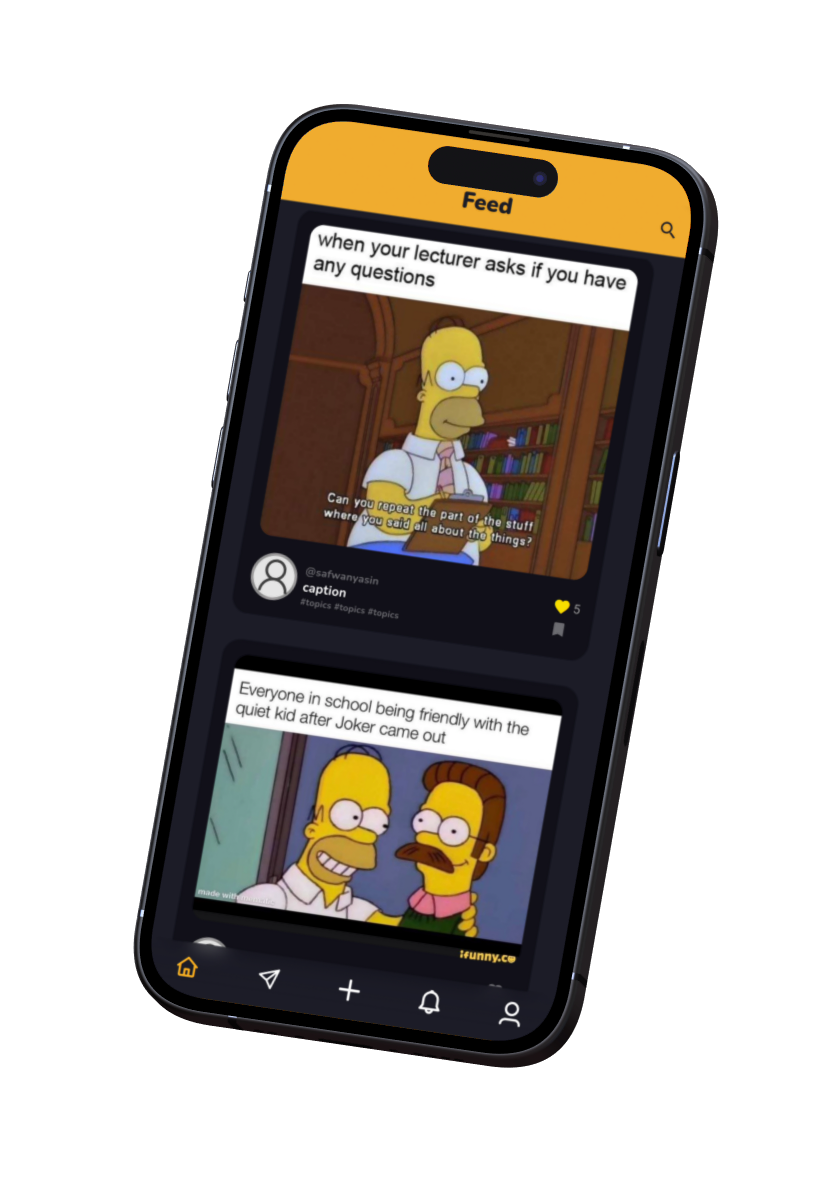 Feed
when your lecturer asks if you have
any questions
Can you repeat the part of the stuff
where you said all about the things?
@safwanyasin
caption
#topics #topics #topics
5
Everyone in school being friendly with the
quiet kid after Joker came out
made with
ifunny.co